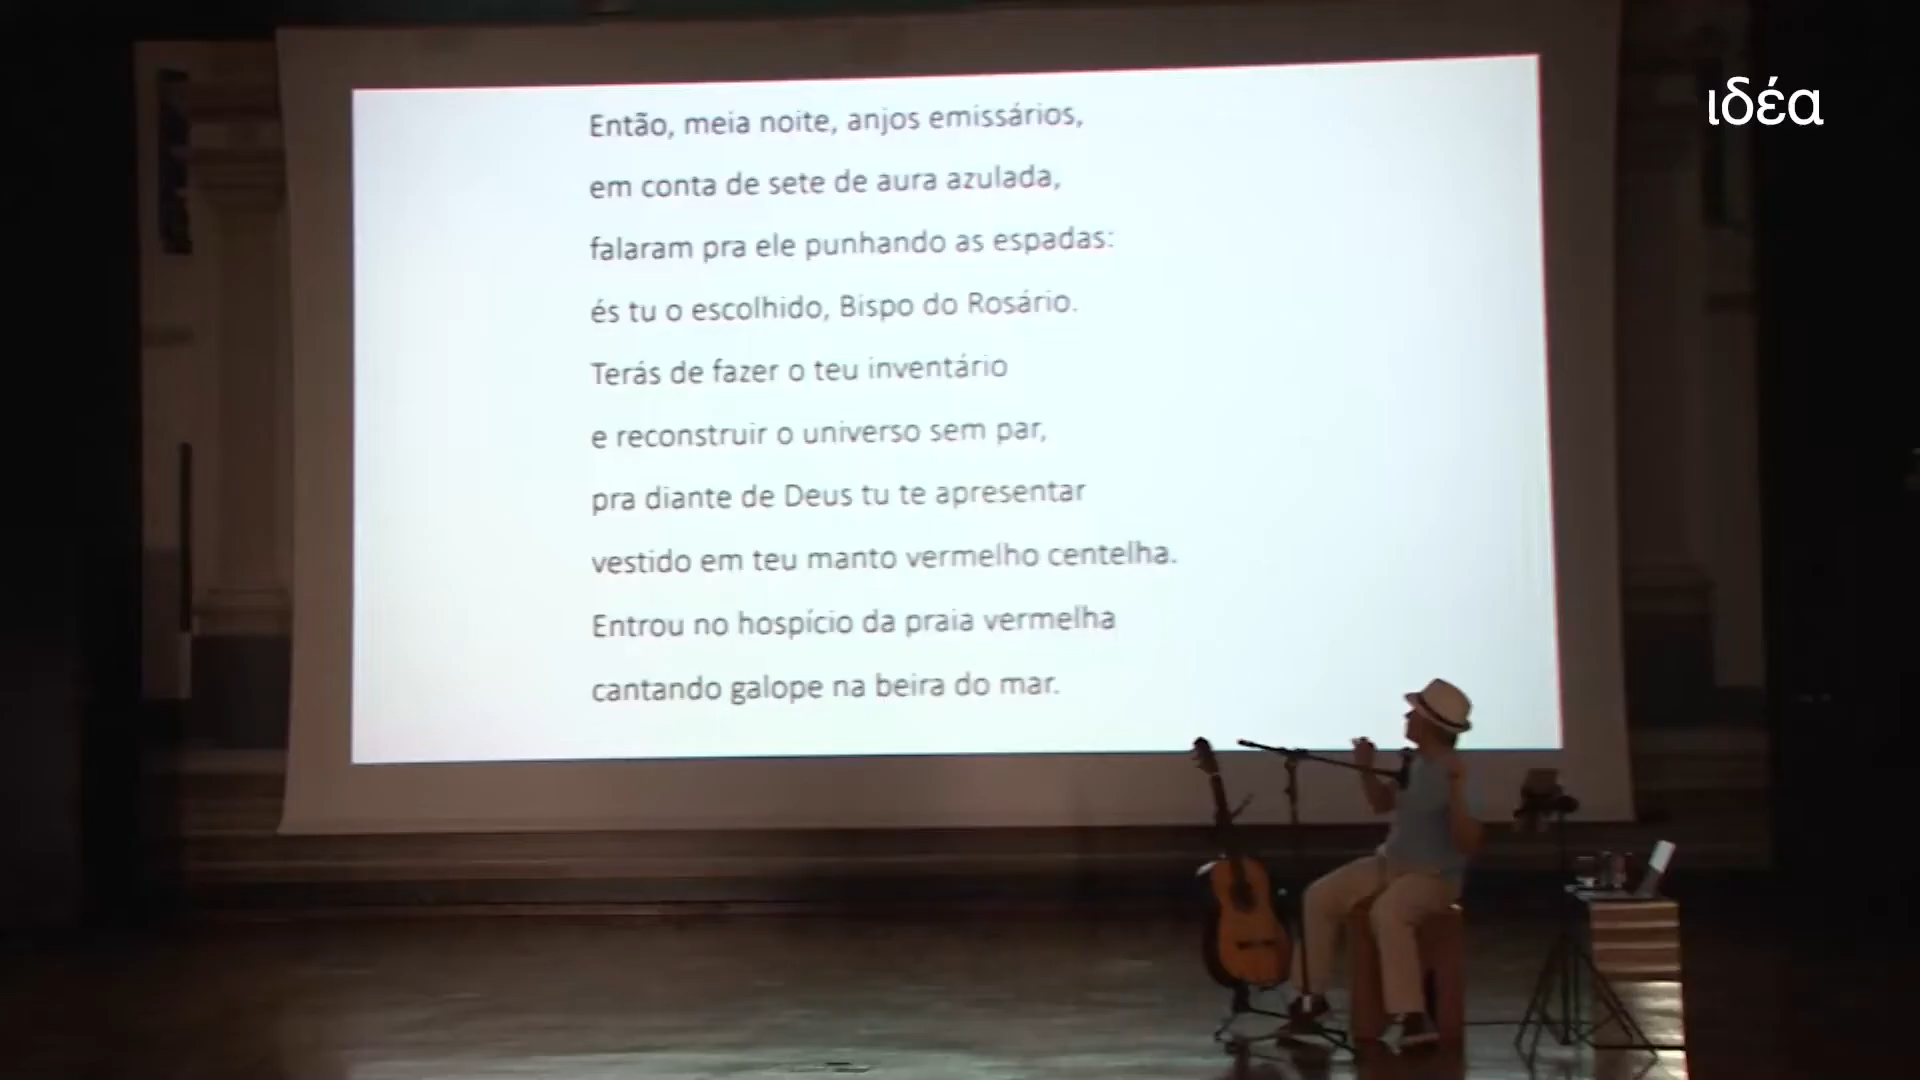 ιδέα
Então, meia noite, anjos emissários,
em conta de sete de aura azulada,
falaram pra ele punhando as espadas:
és tu o escolhido, Bispo do Rosário.
Terás de fazer o teu inventário
e reconstruir o universo sem par,
pra diante de Deus tu te apresentar
vestido em teu manto vermelho centelha.
Entrou no hospício da praia vermelha
cantando galope na beira do mar.